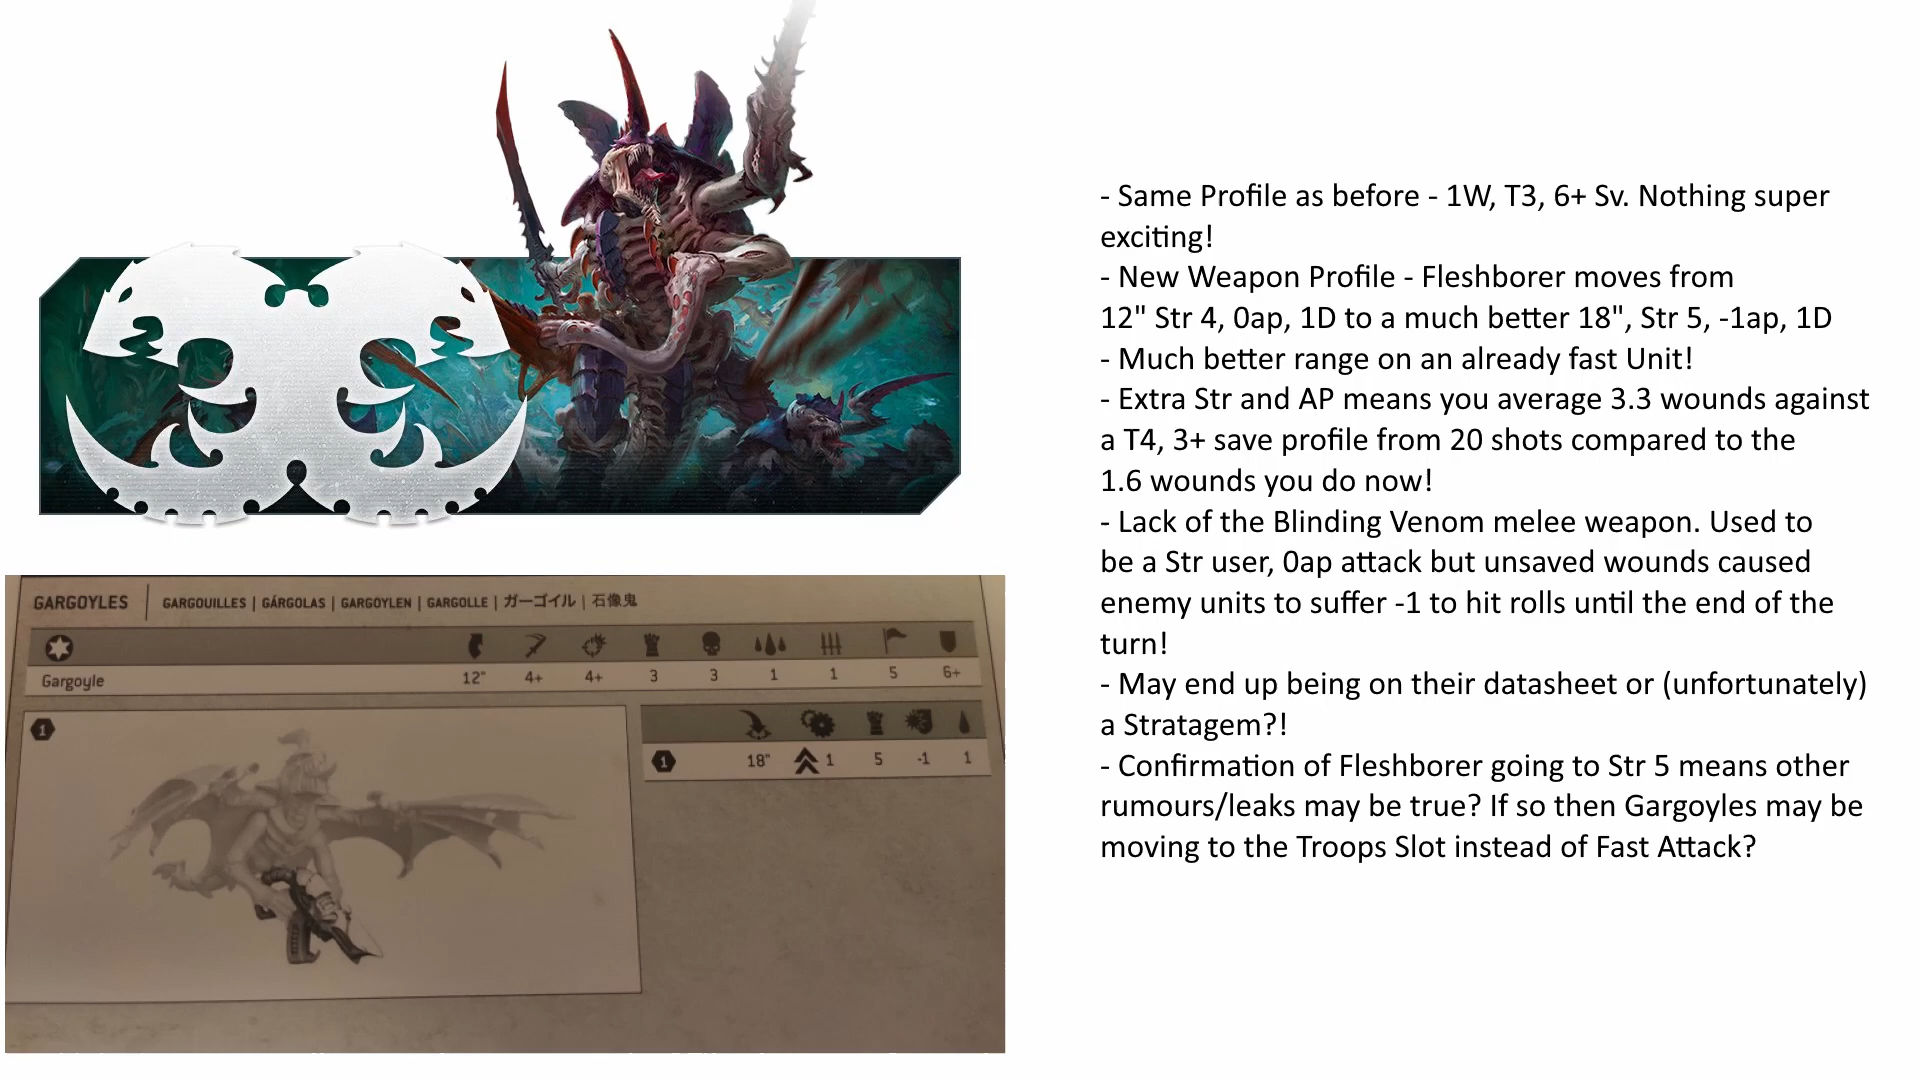 - Same Profile as before - 1W, T3, 6+ Sv. Nothing super
exciting!
- New Weapon Profile - Fleshborer moves from
12" Str 4, 0ap, 1D to a much better 18", Str 5, -1ap, 1D
- Much better range on an already fast Unit!
- Extra Str and AP means you average 3.3 wounds against
a T4, 3+ save profile from 20 shots compared to the
1.6 wounds you do now!
- Lack of the Blinding Venom melee weapon. Used to
be a Str user, 0ap attack but unsaved wounds caused
enemy units to suffer -1 to hit rolls until the end of the
turn!
- May end up being on their datasheet or (unfortunately)
a Stratagem?!
- Confirmation of Fleshborer going to Str 5 means other
rumours/leaks may be true? If so then Gargoyles may be
moving to the Troops Slot instead of Fast Attack?
GARGOYLES | GARGOUILLES | GÁRGOLAS | GARGOYLEN | GARGOLLE | ガーゴイル | 石像鬼
Gargoyle 12" 4+ 4+ 3 3 1 1 5 6+
1
1 18" 1 5 -1 1